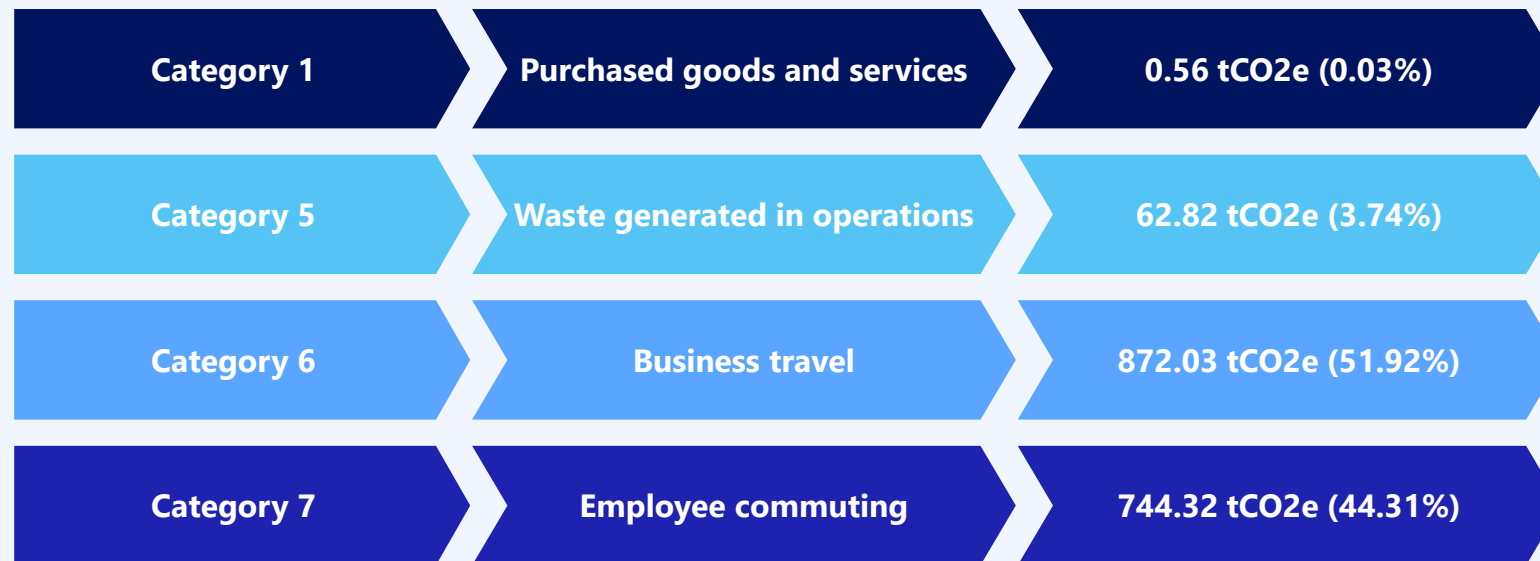 Category 1
Purchased goods and services
0.56 tCO2e (0.03%)
Category 5
Waste generated in operations
62.82 tCO2e (3.74%)
Category 6
Business travel
872.03 tCO2e (51.92%)
Category 7
Employee commuting
744.32 tCO2e (44.31%)